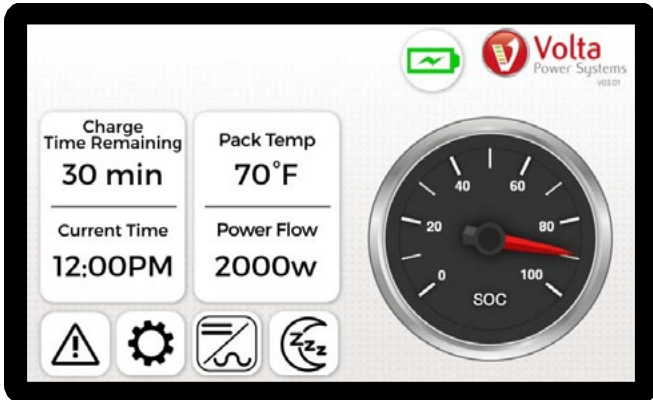 Volta
Power Systems
v03.01
Charge
Time Remaining
30 min
Pack Temp
70°F
Current Time
12:00PM
Power Flow
2000w
0
20
40
60
80
100
SOC
zZz